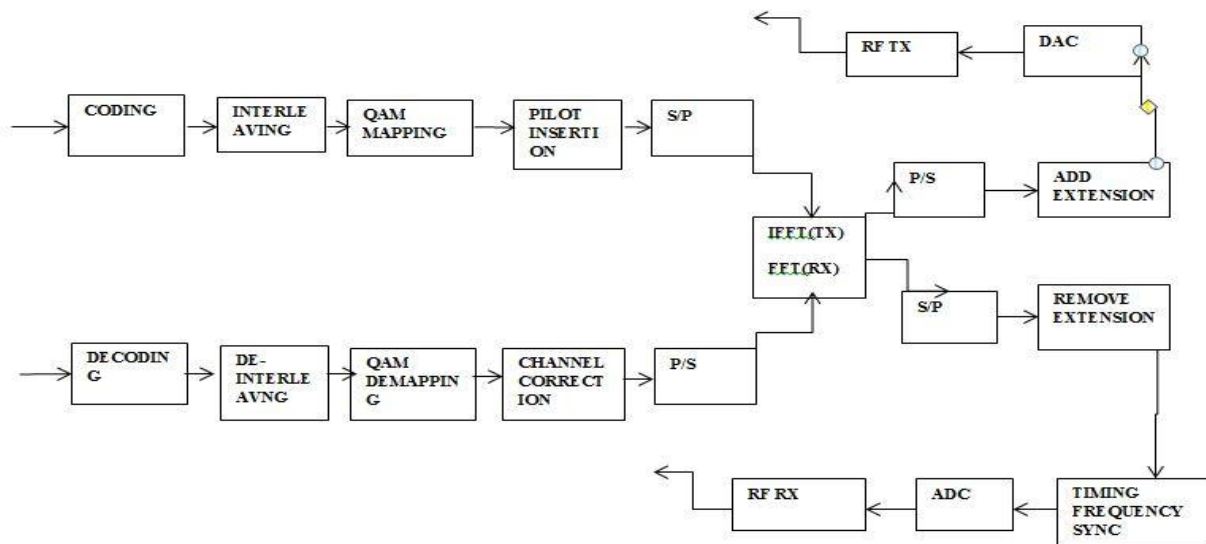 RF TX
DAC
CODING
INTERLE
AVING
QAM
MAPPING
PILOT
INSERTI
ON
S/P
P/S
ADD
EXTENSION
IFFT(TX)
FFT(RX)
S/P
REMOVE
EXTENSION
DECODIN
G
DE-
INTERLE
AVNG
QAM
DEMAPPIN
G
CHANNEL
CORRECT
ION
P/S
RF RX
ADC
TIMING
FREQUENCY
SYNC